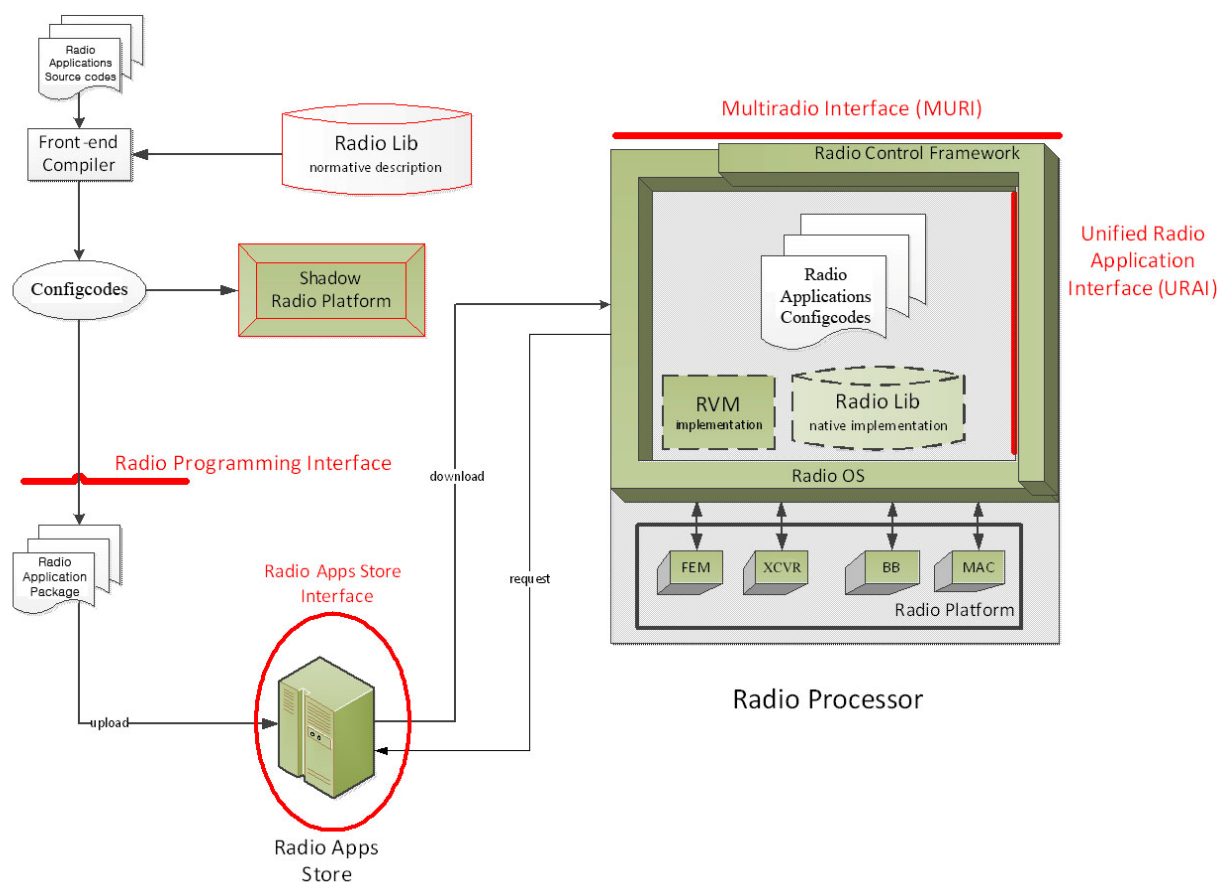 Radio
Applications
Source codes
Front-end
Compiler
Radio Lib
normative description
Configcodes
Shadow
Radio Platform
Radio Programming Interface
Radio
Application
Package
upload
Radio Apps Store
Interface
Radio Apps
Store
download
request
Multiradio Interface (MURI)
Radio Control Framework
Radio
Applications
Configcodes
RVM
implementation
Radio Lib
native implementation
Radio OS
Unified Radio
Application
Interface (URAI)
FEM
XCVR
BB
MAC
Radio Platform
Radio Processor